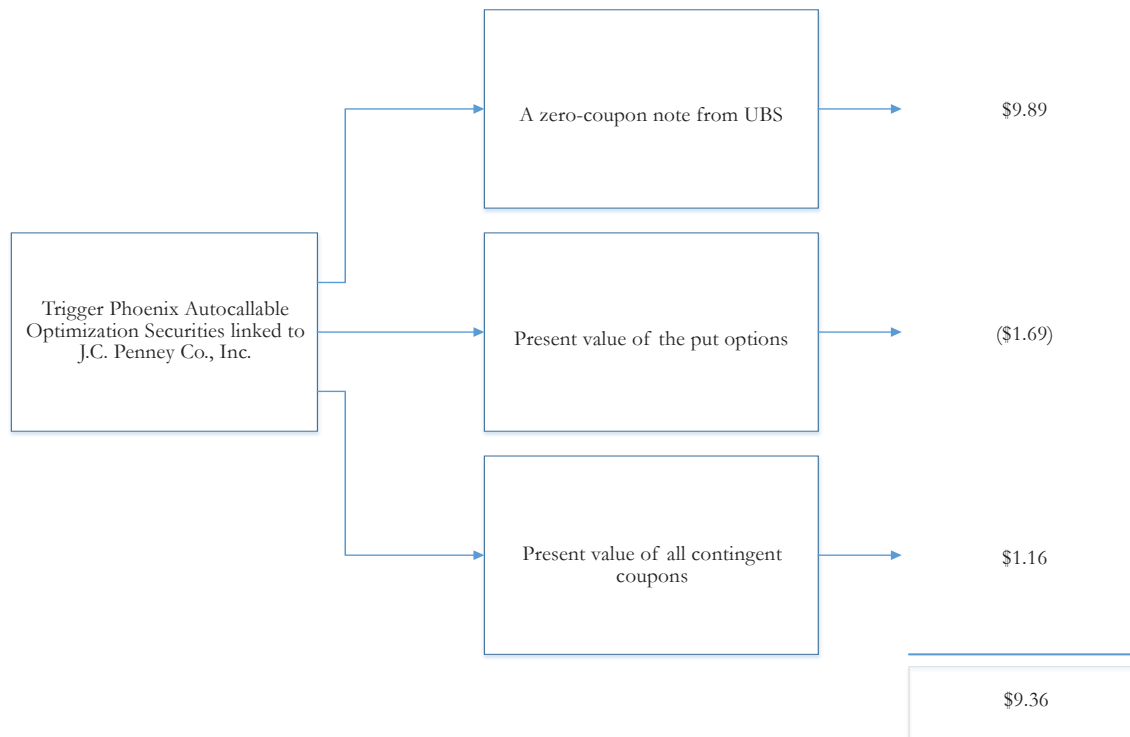 A zero-coupon note from UBS
$9.89
Trigger Phoenix Autocallable
Optimization Securities linked to
J.C. Penney Co., Inc.
Present value of the put options
($1.69)
Present value of all contingent
coupons
$1.16
$9.36